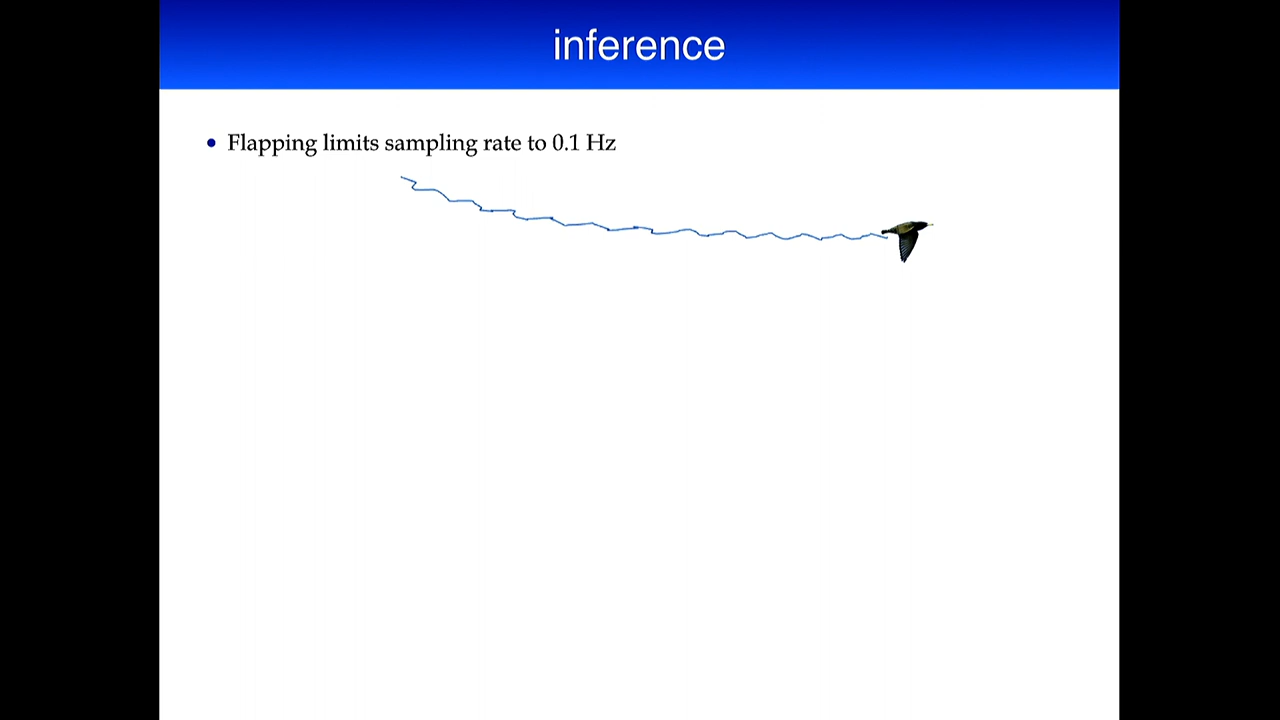 inference
• Flapping limits sampling rate to 0.1 Hz